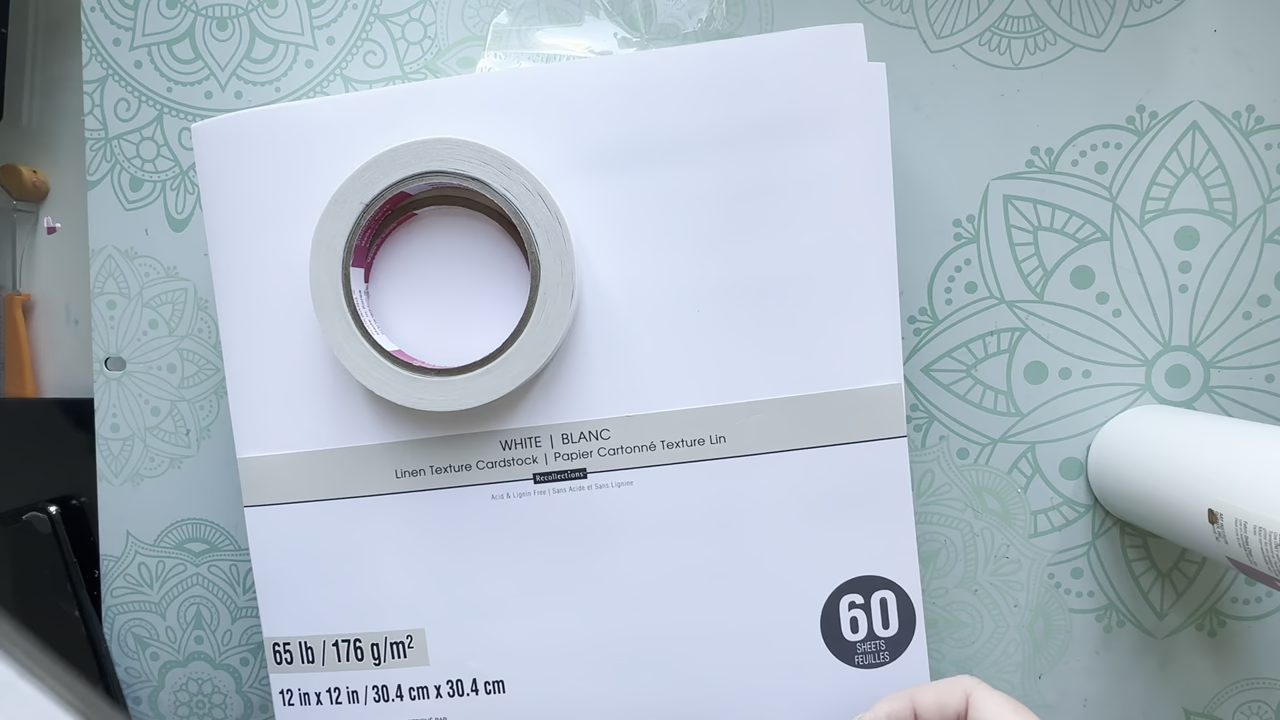 WHITE | BLANC
Linen Texture Cardstock | Papier Cartonné Texture Lin
Recollections
Acid & Lignin Free | Sans Acide et Sans Lignine
60
SHEETS
FEUILLES
65 lb / 176 g/m²
12 in x 12 in / 30.4 cm x 30.4 cm